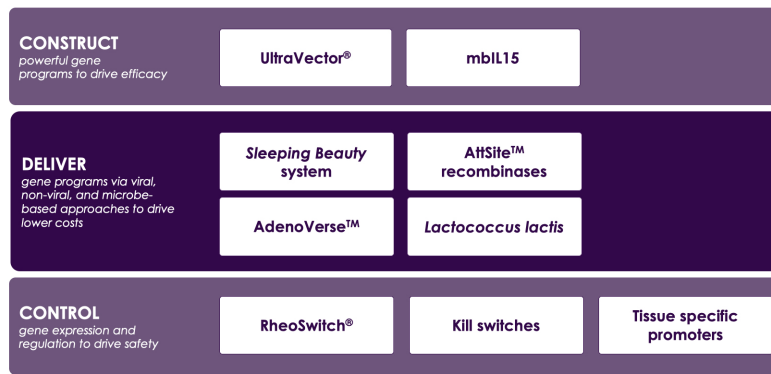 CONSTRUCT
powerful gene
programs to drive efficacy
UltraVector®
mbIL15
DELIVER
gene programs via viral,
non-viral, and microbe-
based approaches to drive
lower costs
Sleeping Beauty
system
AttSite™
recombinases
AdenoVerse™
Lactococcus lactis
CONTROL
gene expression and
regulation to drive safety
RheoSwitch®
Kill switches
Tissue specific
promoters